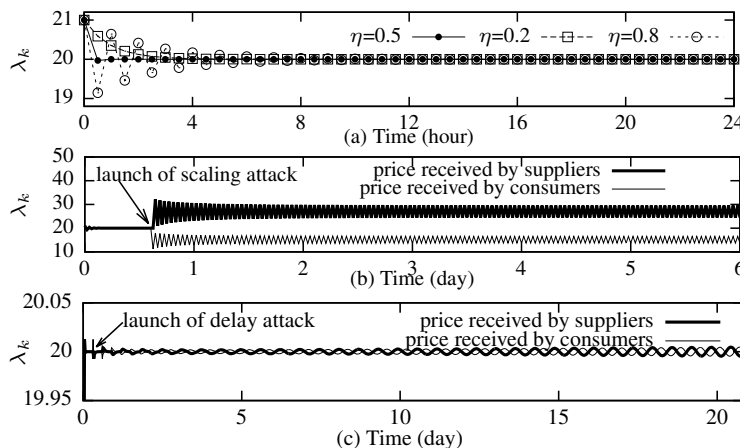 21
20
19
λk
η=0.5
η=0.2
η=0.8
0 4 8 12 16 20 24
(a) Time (hour)
50
40
30
20
10
λk
launch of scaling attack
price received by suppliers
price received by consumers
0 1 2 3 4 5 6
(b) Time (day)
20.05
20
19.95
λk
launch of delay attack
price received by suppliers
price received by consumers
0 5 10 15 20
(c) Time (day)